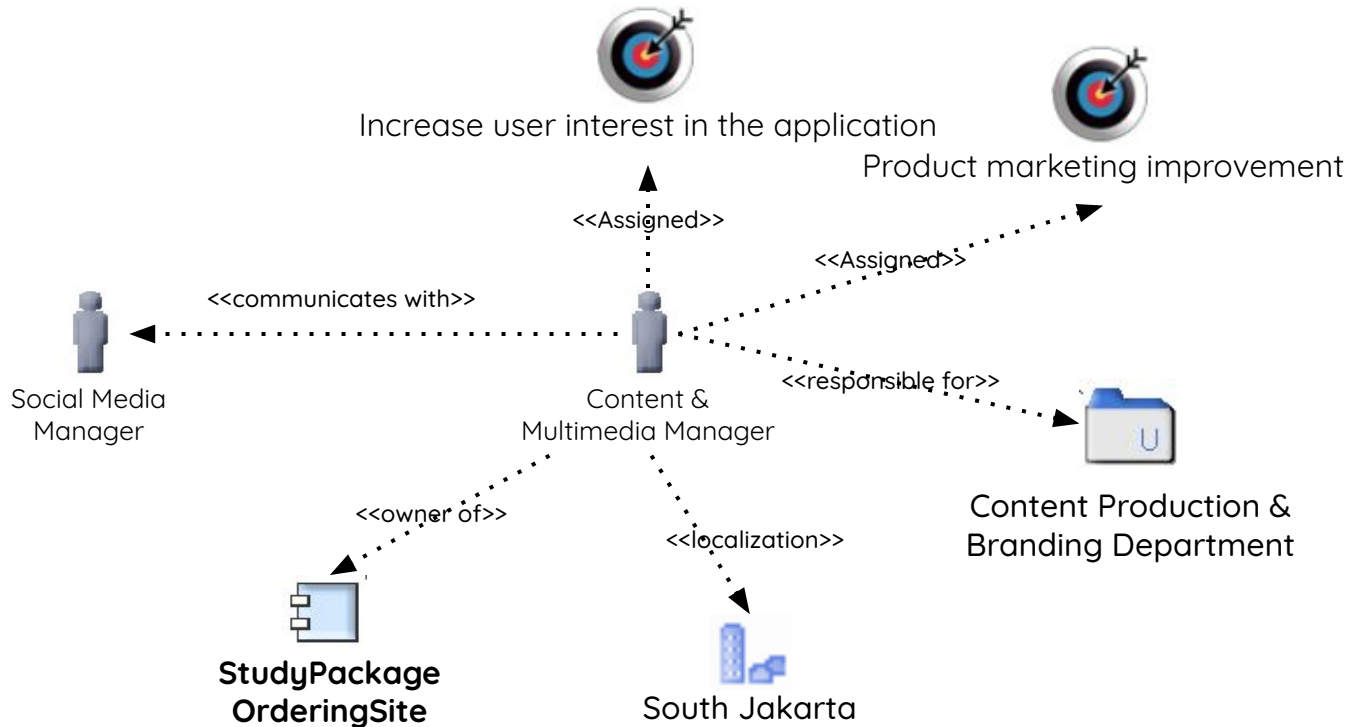 Increase user interest in the application
Product marketing improvement
<<Assigned>>
<<Assigned>>
<<communicates with>>
<<responsible for>>
Social Media
Manager
Content &
Multimedia Manager
U
Content Production &
Branding Department
<<owner of>>
<<localization>>
StudyPackage
OrderingSite
South Jakarta